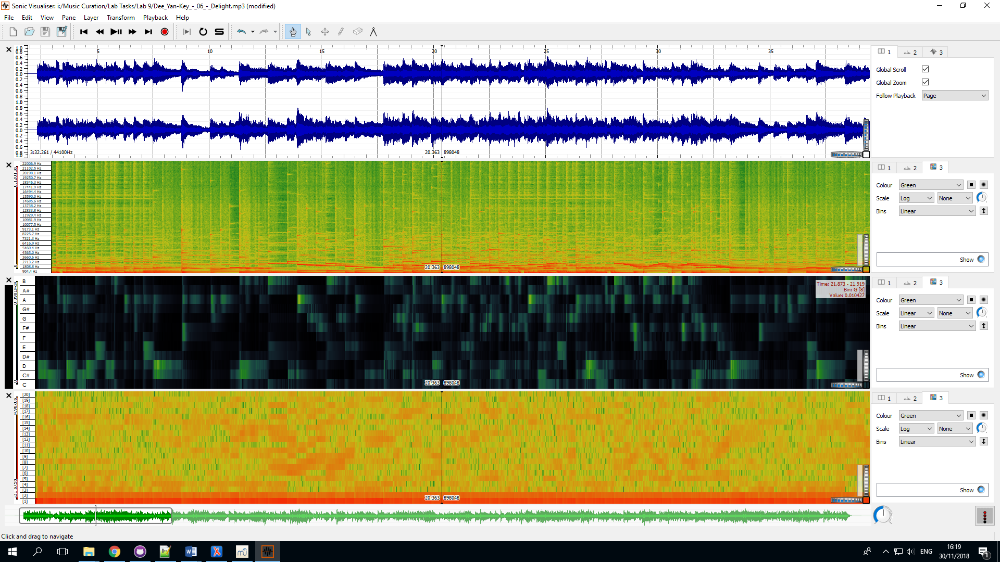 Sonic Visualiser: i:/Music Curation/Lab Tasks/Lab 9/Dee_Yan-Key_-_06_-_Delight.mp3 (modified)
File Edit View Pane Layer Transform Playback Help
5 10 15 20 25 30 35
1.0
0.8
0.6
0.4
0.2
0.0
0.2
0.4
0.6
0.8
1.0
0.8
0.6
0.4
0.2
0.0
0.2
0.4
0.6
0.8
1.0
3:32.261 / 44100Hz
20.363 898048
1 2 3
Global Scroll
Global Zoom
Follow Playback Page
22006.9 Hz
21102.5 Hz
20198.1 Hz
19250.7 Hz
18346.3 Hz
17441.9 Hz
16494.4 Hz
15590.0 Hz
14685.6 Hz
13738.2 Hz
12833.8 Hz
11929.4 Hz
10981.9 Hz
10077.5 Hz
9173.1 Hz
8225.7 Hz
7321.3 Hz
6416.9 Hz
5469.4 Hz
4565.0 Hz
3660.6 Hz
2713.2 Hz
1808.8 Hz
904.4 Hz
20.363 898048
1 2 3
Colour Green
Scale Log None
Bins Linear
Show
B
A#
A
G#
G
F#
F
E
D#
D
C#
C
Time: 21.873 - 21.919
Bin: G [8]
Value: 0.010427
20.363 898048
1 2 3
Colour Green
Scale Linear None
Bins Linear
Show
[20]
[19]
[18]
[17]
[16]
[15]
[14]
[13]
[12]
[11]
[10]
[9]
[8]
[7]
[6]
[5]
[4]
[3]
[2]
[1]
20.363 898048
1 2 3
Colour Green
Scale Log None
Bins Linear
Show
Click and drag to navigate
ENG
16:19
30/11/2018
1